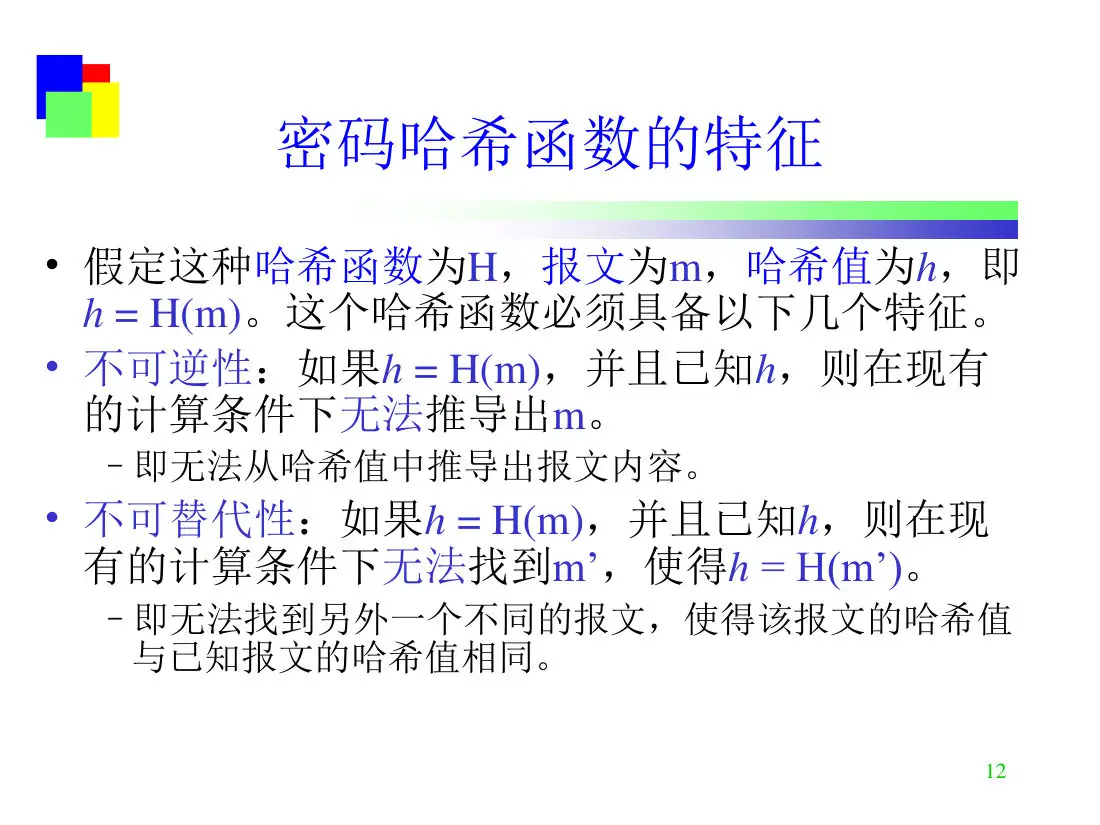 密码哈希函数的特征
• 假定这种哈希函数为H，报文为m，哈希值为h，即
h = H(m)。这个哈希函数必须具备以下几个特征。
• 不可逆性：如果h = H(m)，并且已知h，则在现有
的计算条件下无法推导出m。
– 即无法从哈希值中推导出报文内容。
• 不可替代性：如果h = H(m)，并且已知h，则在现
有的计算条件下无法找到m’，使得h = H(m’)。
– 即无法找到另外一个不同的报文，使得该报文的哈希值
与已知报文的哈希值相同。
12